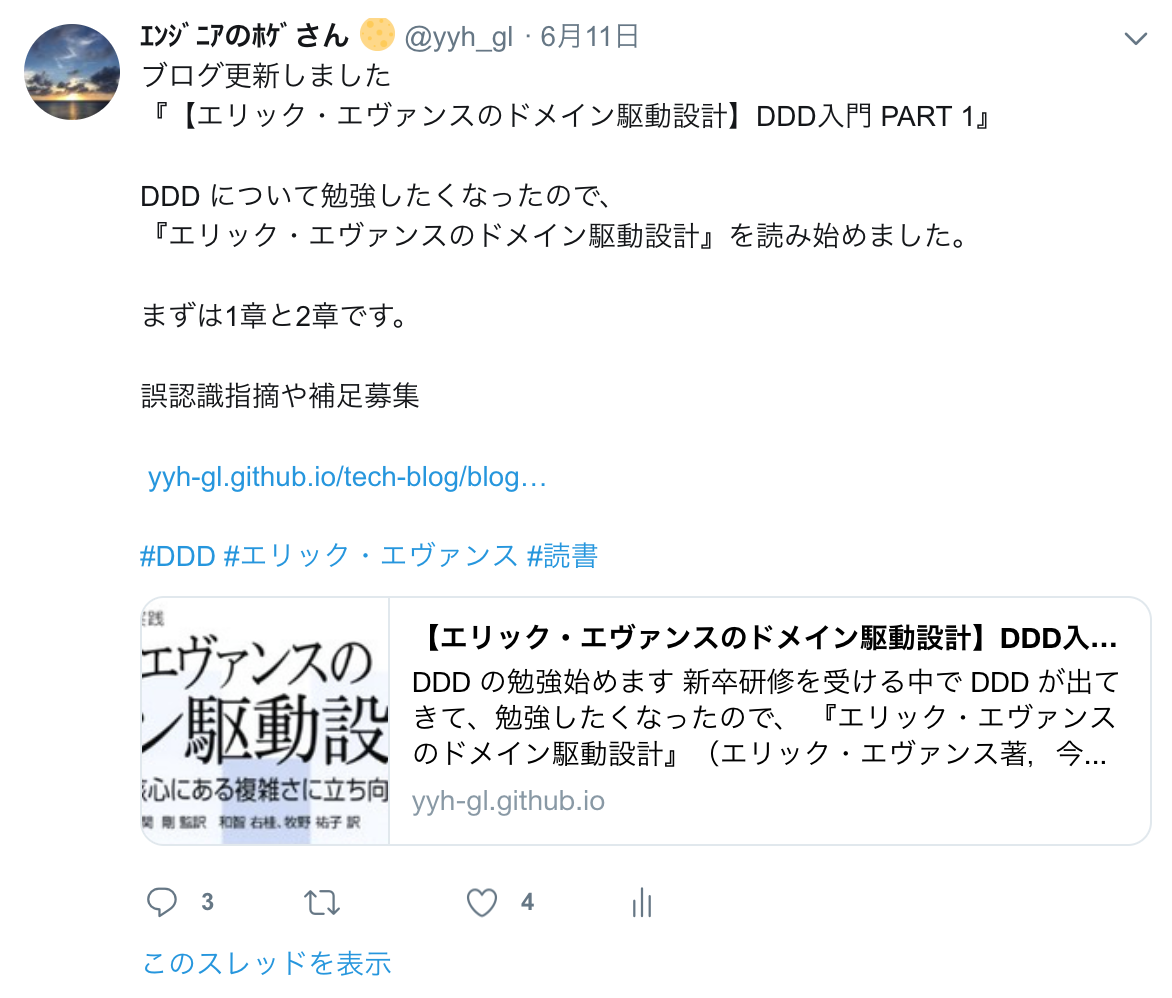 ｴﾝｼﾞﾆｱのﾎｹﾞさん @yyh_gl · 6月11日
ブログ更新しました
『【エリック・エヴァンスのドメイン駆動設計】DDD入門 PART 1』
DDD について勉強したくなったので、
『エリック・エヴァンスのドメイン駆動設計』を読み始めました。
まずは1章と2章です。
誤認識指摘や補足募集
yyh-gl.github.io/tech-blog/blog…
#DDD #エリック・エヴァンス #読書
実践
エヴァンスの
ン駆動設
核心にある複雑さに立ち向
関 剛 監訳 和智 右桂、牧野 祐子 訳
【エリック・エヴァンスのドメイン駆動設計】DDD入...
DDD の勉強始めます 新卒研修を受ける中で DDD が出て
きて、勉強したくなったので、 『エリック・エヴァンス
のドメイン駆動設計』（エリック・エヴァンス著, 今...
yyh-gl.github.io
3 4
このスレッドを表示